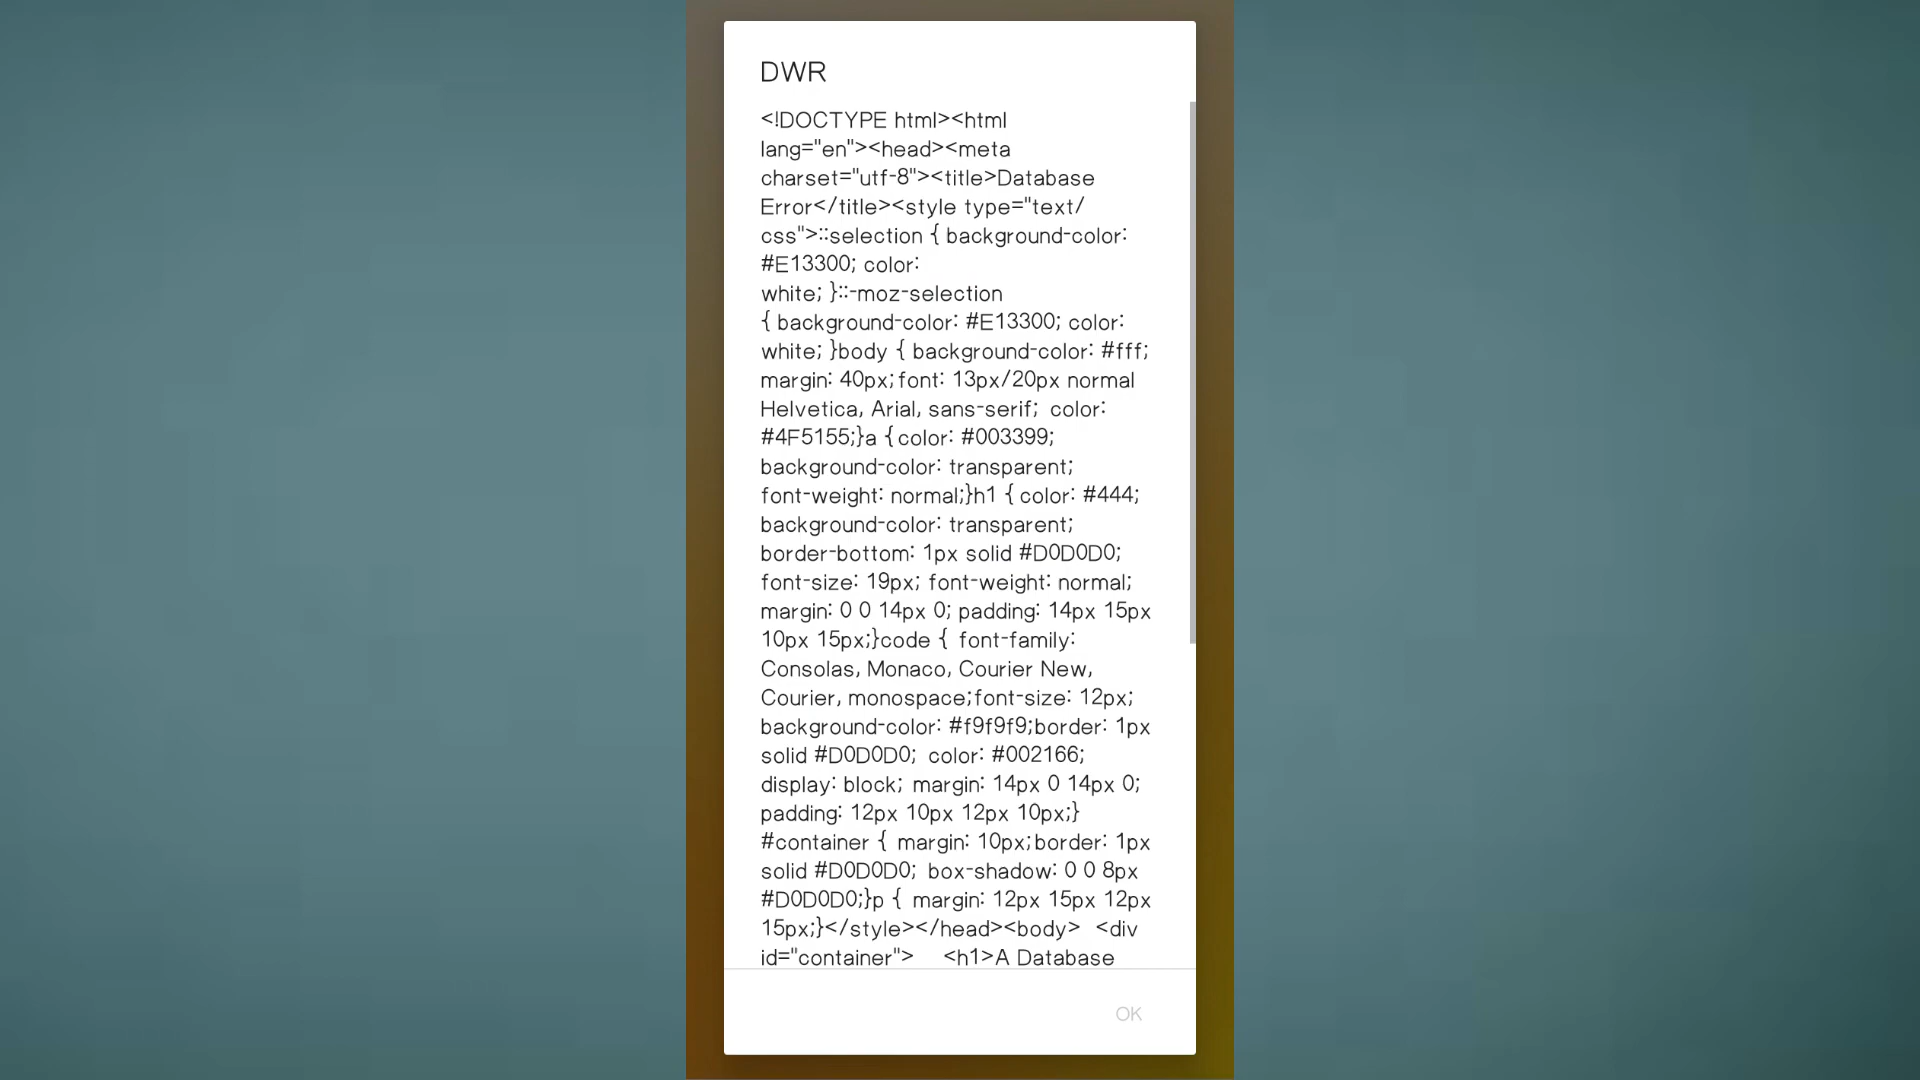 DWR
<!DOCTYPE html><html
lang="en"><head><meta
charset="utf-8"><title>Database
Error</title><style type="text/
css">::selection { background-color:
#E13300; color:
white; }::-moz-selection
{ background-color: #E13300; color:
white; }body { background-color: #fff;
margin: 40px;font: 13px/20px normal
Helvetica, Arial, sans-serif;  color:
#4F5155;}a {color: #003399;
background-color: transparent;
font-weight: normal;}h1 { color: #444;
background-color: transparent;
border-bottom: 1px solid #D0D0D0;
font-size: 19px; font-weight: normal;
margin: 0 0 14px 0; padding: 14px 15px
10px 15px;}code {  font-family:
Consolas, Monaco, Courier New,
Courier, monospace;font-size: 12px;
background-color: #f9f9f9;border: 1px
solid #D0D0D0;  color: #002166;
display: block;  margin: 14px 0 14px 0;
padding: 12px 10px 12px 10px;}
#container {  margin: 10px;border: 1px
solid #D0D0D0;  box-shadow: 0 0 8px
#D0D0D0;}p {  margin: 12px 15px 12px
15px;}</style></head><body>  <div
id="container">    <h1>A Database
OK